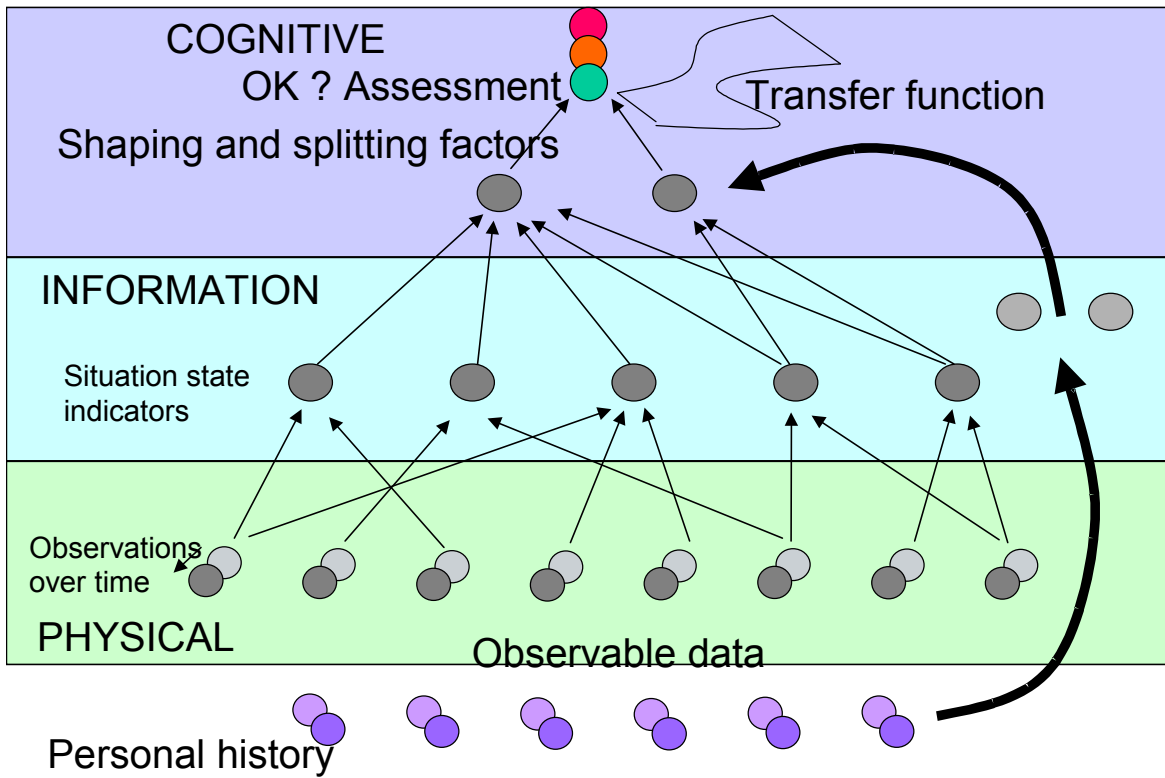 COGNITIVE
OK ? Assessment
Transfer function
Shaping and splitting factors
INFORMATION
Situation state
indicators
Observations
over time
PHYSICAL
Observable data
Personal history